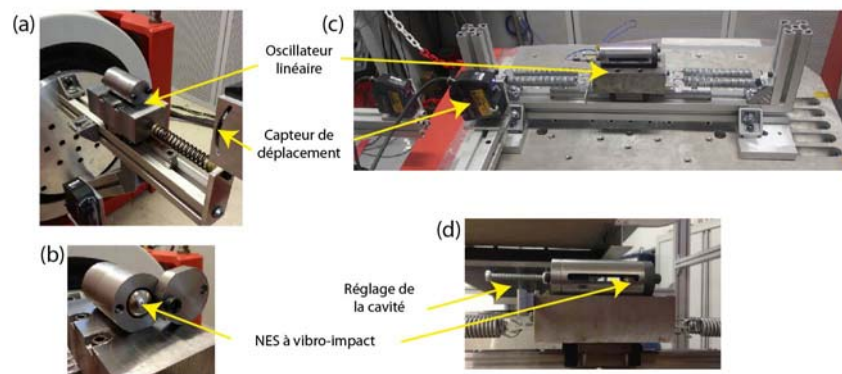 (a)
(c)
Oscillateur
linéaire
Capteur de
déplacement
(b)
(d)
Réglage de
la cavité
NES à vibro-impact